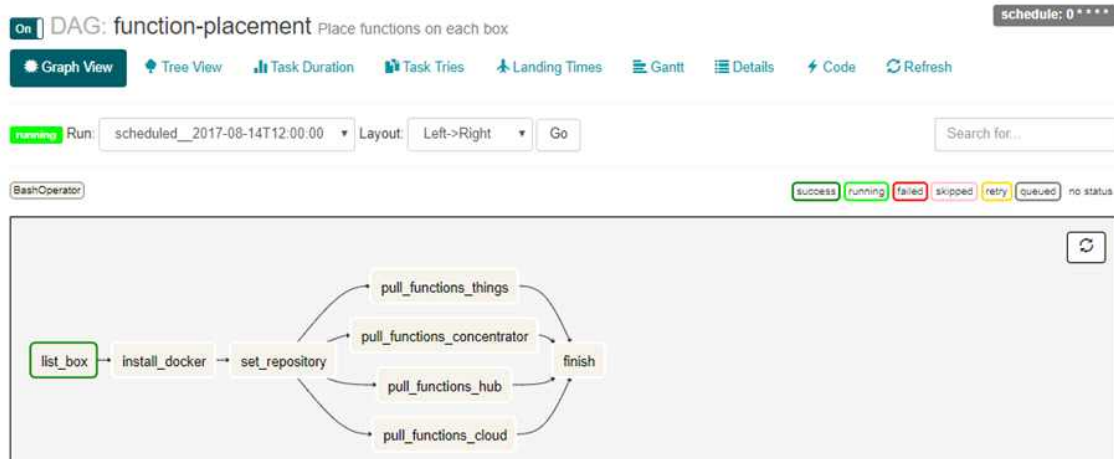 schedule: 0 * * * *
On DAG: function-placement Place functions on each box
Graph View Tree View Task Duration Task Tries Landing Times Gantt Details Code Refresh
running Run: scheduled__2017-08-14T12:00:00 Layout: Left->Right Go Search for...
BashOperator success running failed skipped retry queued no status
pull_functions_things
pull_functions_concentrator
list_box install_docker set_repository finish
pull_functions_hub
pull_functions_cloud